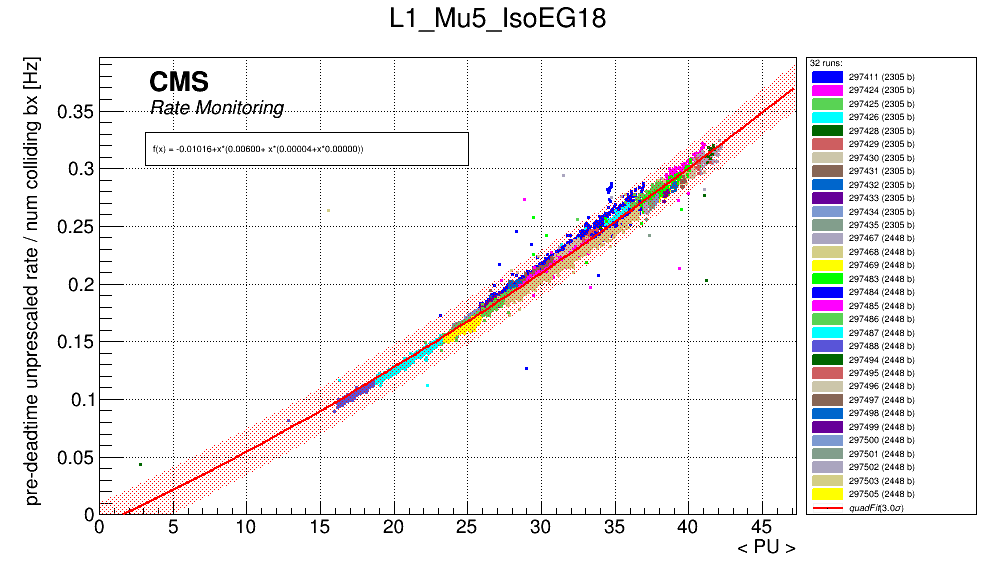 L1_Mu5_IsoEG18
pre-deadtime unprescaled rate / num colliding bx [Hz]
CMS
Rate Monitoring
f(x) = -0.01016+x*(0.00600+ x*(0.00004+x*0.00000))
0.35
0.3
0.25
0.2
0.15
0.1
0.05
0
0 5 10 15 20 25 30 35 40 45
< PU >
32 runs:
297411 (2305 b)
297424 (2305 b)
297425 (2305 b)
297426 (2305 b)
297428 (2305 b)
297429 (2305 b)
297430 (2305 b)
297431 (2305 b)
297432 (2305 b)
297433 (2305 b)
297434 (2305 b)
297435 (2305 b)
297467 (2448 b)
297468 (2448 b)
297469 (2448 b)
297483 (2448 b)
297484 (2448 b)
297485 (2448 b)
297486 (2448 b)
297487 (2448 b)
297488 (2448 b)
297494 (2448 b)
297495 (2448 b)
297496 (2448 b)
297497 (2448 b)
297498 (2448 b)
297499 (2448 b)
297500 (2448 b)
297501 (2448 b)
297502 (2448 b)
297503 (2448 b)
297505 (2448 b)
quadFit(3.0σ)